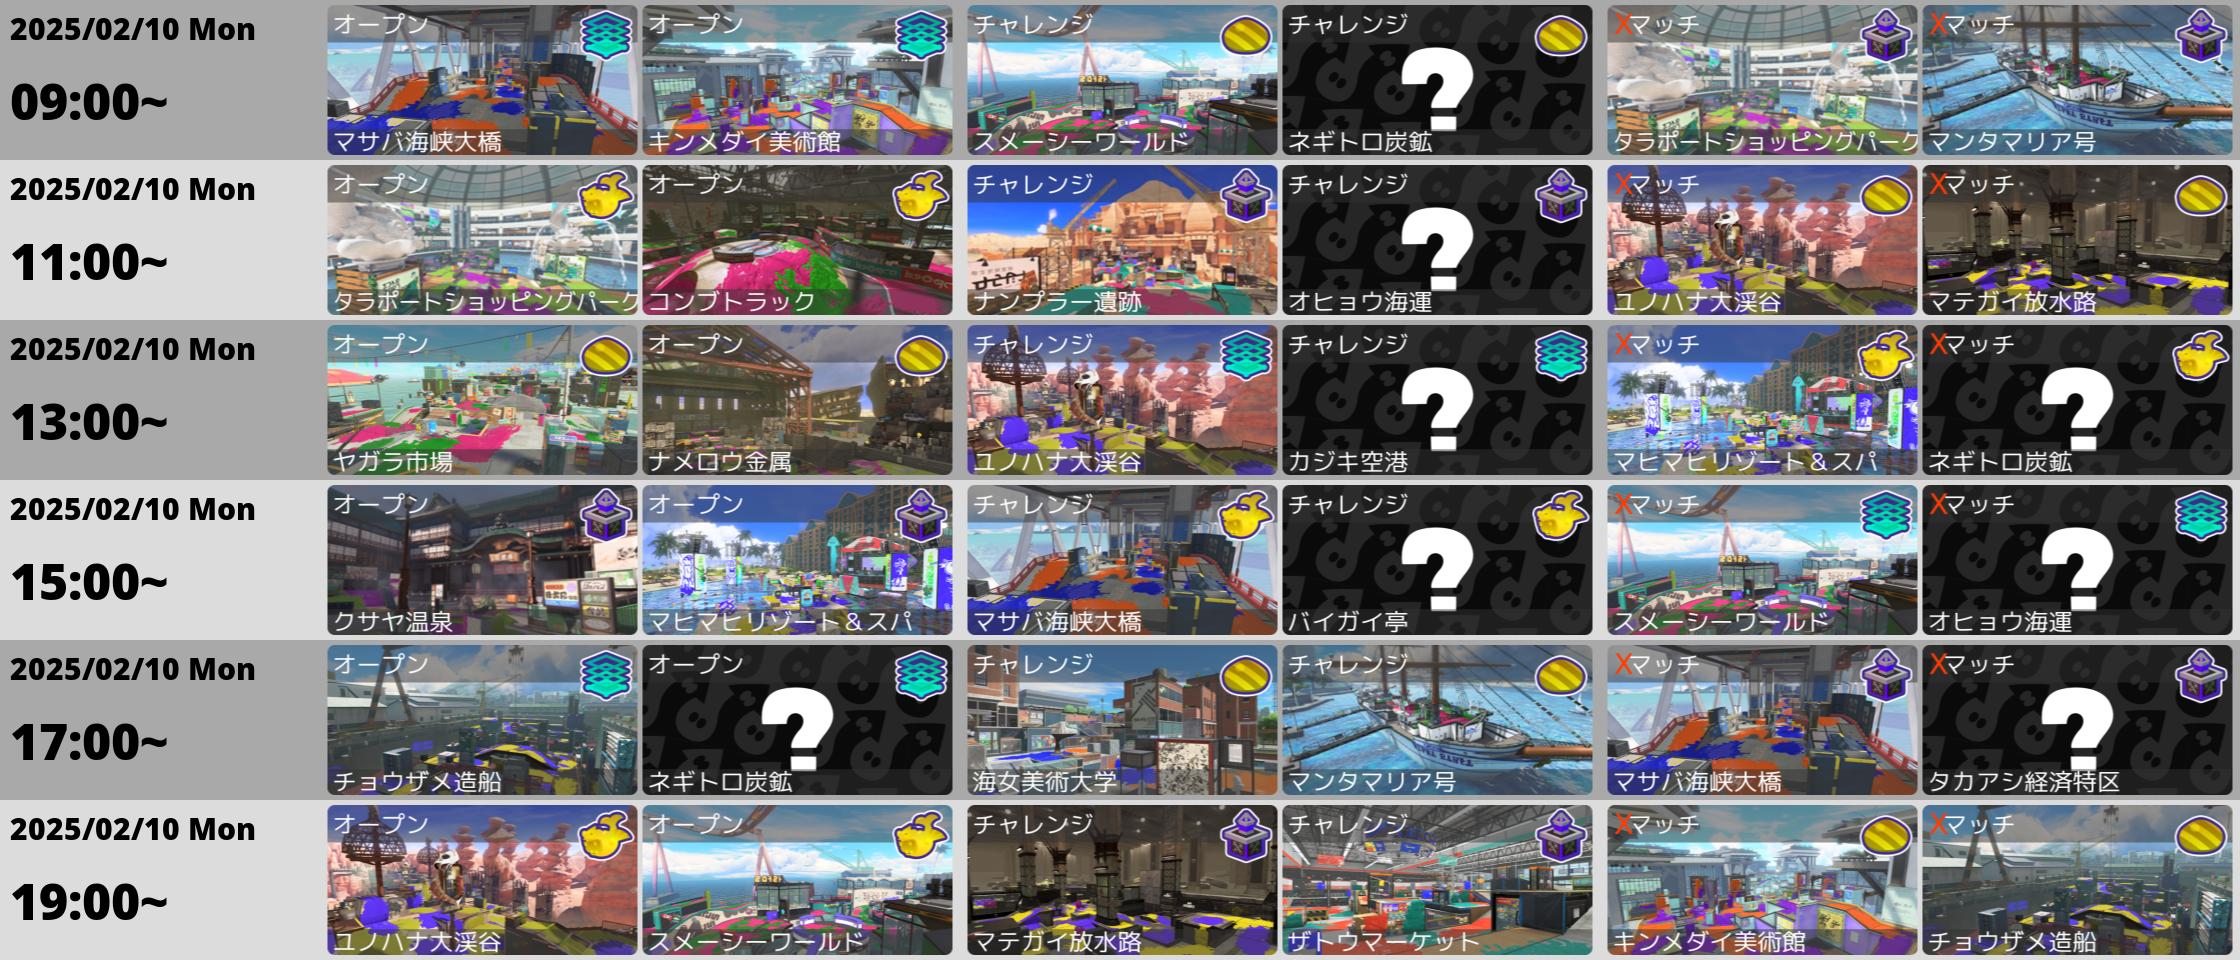 2025/02/10 Mon
09:00~
オープン
マサバ海峡大橋
オープン
キンメダイ美術館
チャレンジ
スメーシーワールド
チャレンジ
?
ネギトロ炭鉱
Xマッチ
タラポートショッピングパーク
Xマッチ
マンタマリア号
2025/02/10 Mon
11:00~
オープン
タラポートショッピングパーク
オープン
コンブトラック
チャレンジ
ナンプラー遺跡
チャレンジ
?
オヒョウ海運
Xマッチ
ユノハナ大渓谷
Xマッチ
マテガイ放水路
2025/02/10 Mon
13:00~
オープン
ヤガラ市場
オープン
ナメロウ金属
チャレンジ
ユノハナ大渓谷
チャレンジ
?
カジキ空港
Xマッチ
マヒマヒリゾート&スパ
Xマッチ
?
ネギトロ炭鉱
2025/02/10 Mon
15:00~
オープン
クサヤ温泉
オープン
マヒマヒリゾート&スパ
チャレンジ
マサバ海峡大橋
チャレンジ
?
バイガイ亭
Xマッチ
スメーシーワールド
Xマッチ
?
オヒョウ海運
2025/02/10 Mon
17:00~
オープン
チョウザメ造船
オープン
?
ネギトロ炭鉱
チャレンジ
海女美術大学
チャレンジ
マンタマリア号
Xマッチ
マサバ海峡大橋
Xマッチ
?
タカアシ経済特区
2025/02/10 Mon
19:00~
オープン
ユノハナ大渓谷
オープン
スメーシーワールド
チャレンジ
マテガイ放水路
チャレンジ
ザトウマーケット
Xマッチ
キンメダイ美術館
Xマッチ
チョウザメ造船